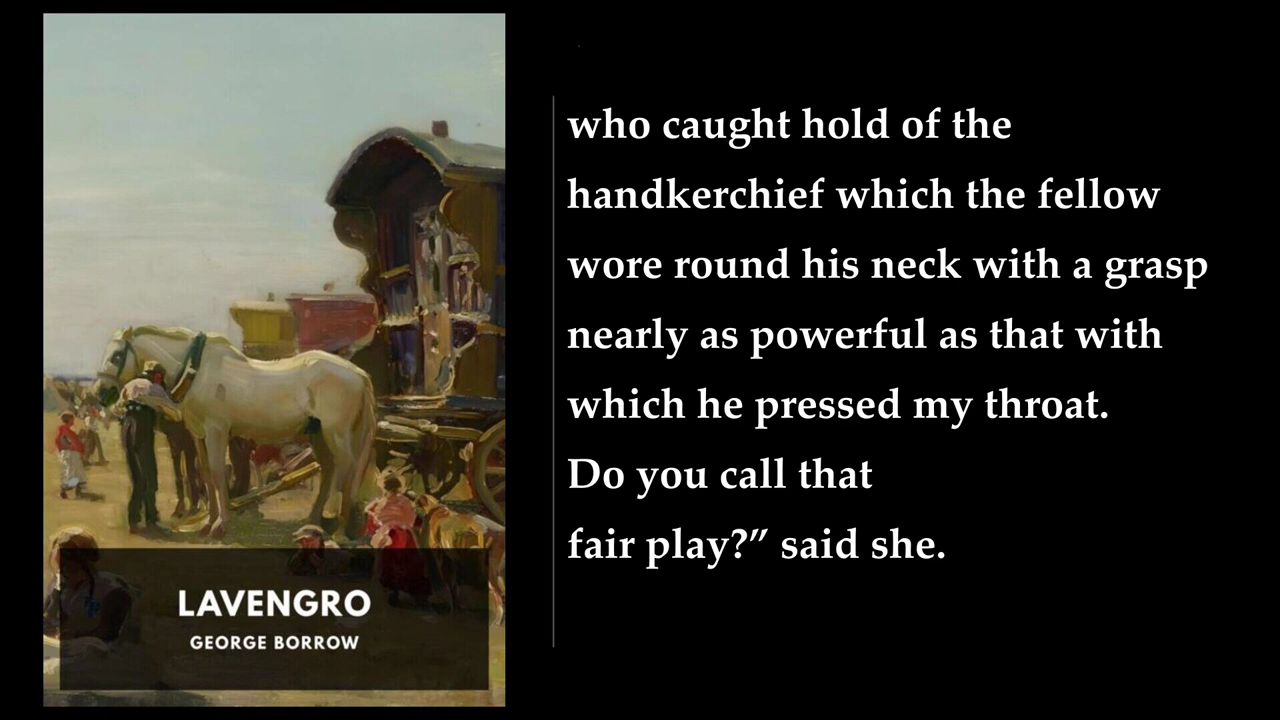 LAVENGRO
GEORGE BORROW
who caught hold of the
handkerchief which the fellow
wore round his neck with a grasp
nearly as powerful as that with
which he pressed my throat.
Do you call that
fair play?” said she.